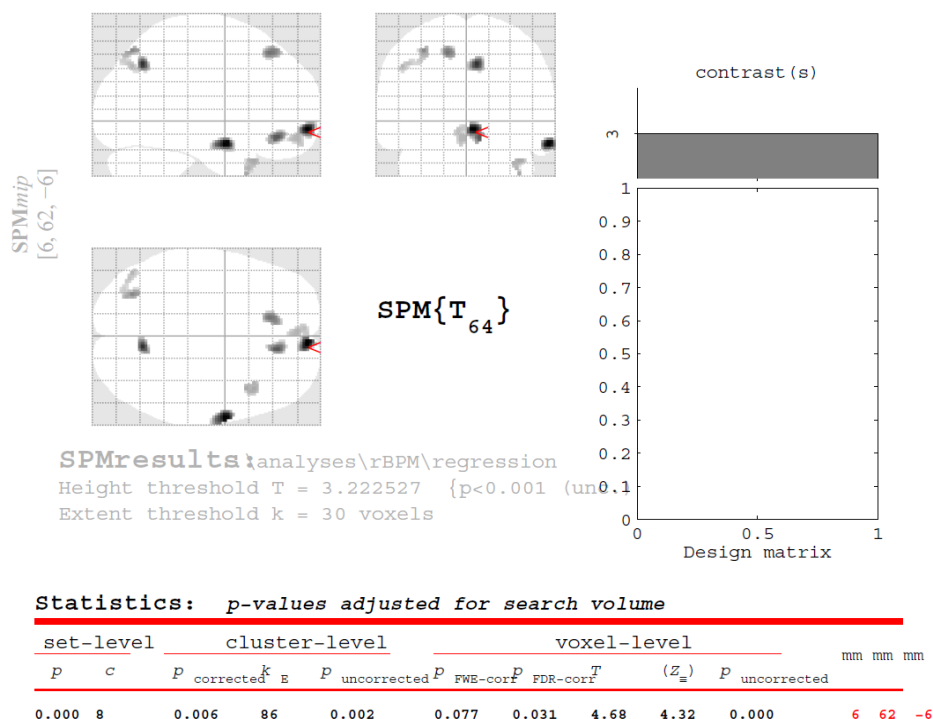 contrast(s)
3
SPMmip
[6, 62, −6]
SPM{T64}
1
0.9
0.8
0.7
0.6
0.5
0.4
0.3
0.2
0.1
0
0 0.5 1
Design matrix
SPMresults: \analyses\rBPM\regression
Height threshold T = 3.222527 {p<0.001 (unc.)
Extent threshold k = 30 voxels
Statistics: p-values adjusted for search volume
set-level cluster-level voxel-level mm mm mm
p c p corrected k E p uncorrected p FWE-corr p FDR-corr T (Z≡) p uncorrected
0.000 8 0.006 86 0.002 0.077 0.031 4.68 4.32 0.000 6 62 -6